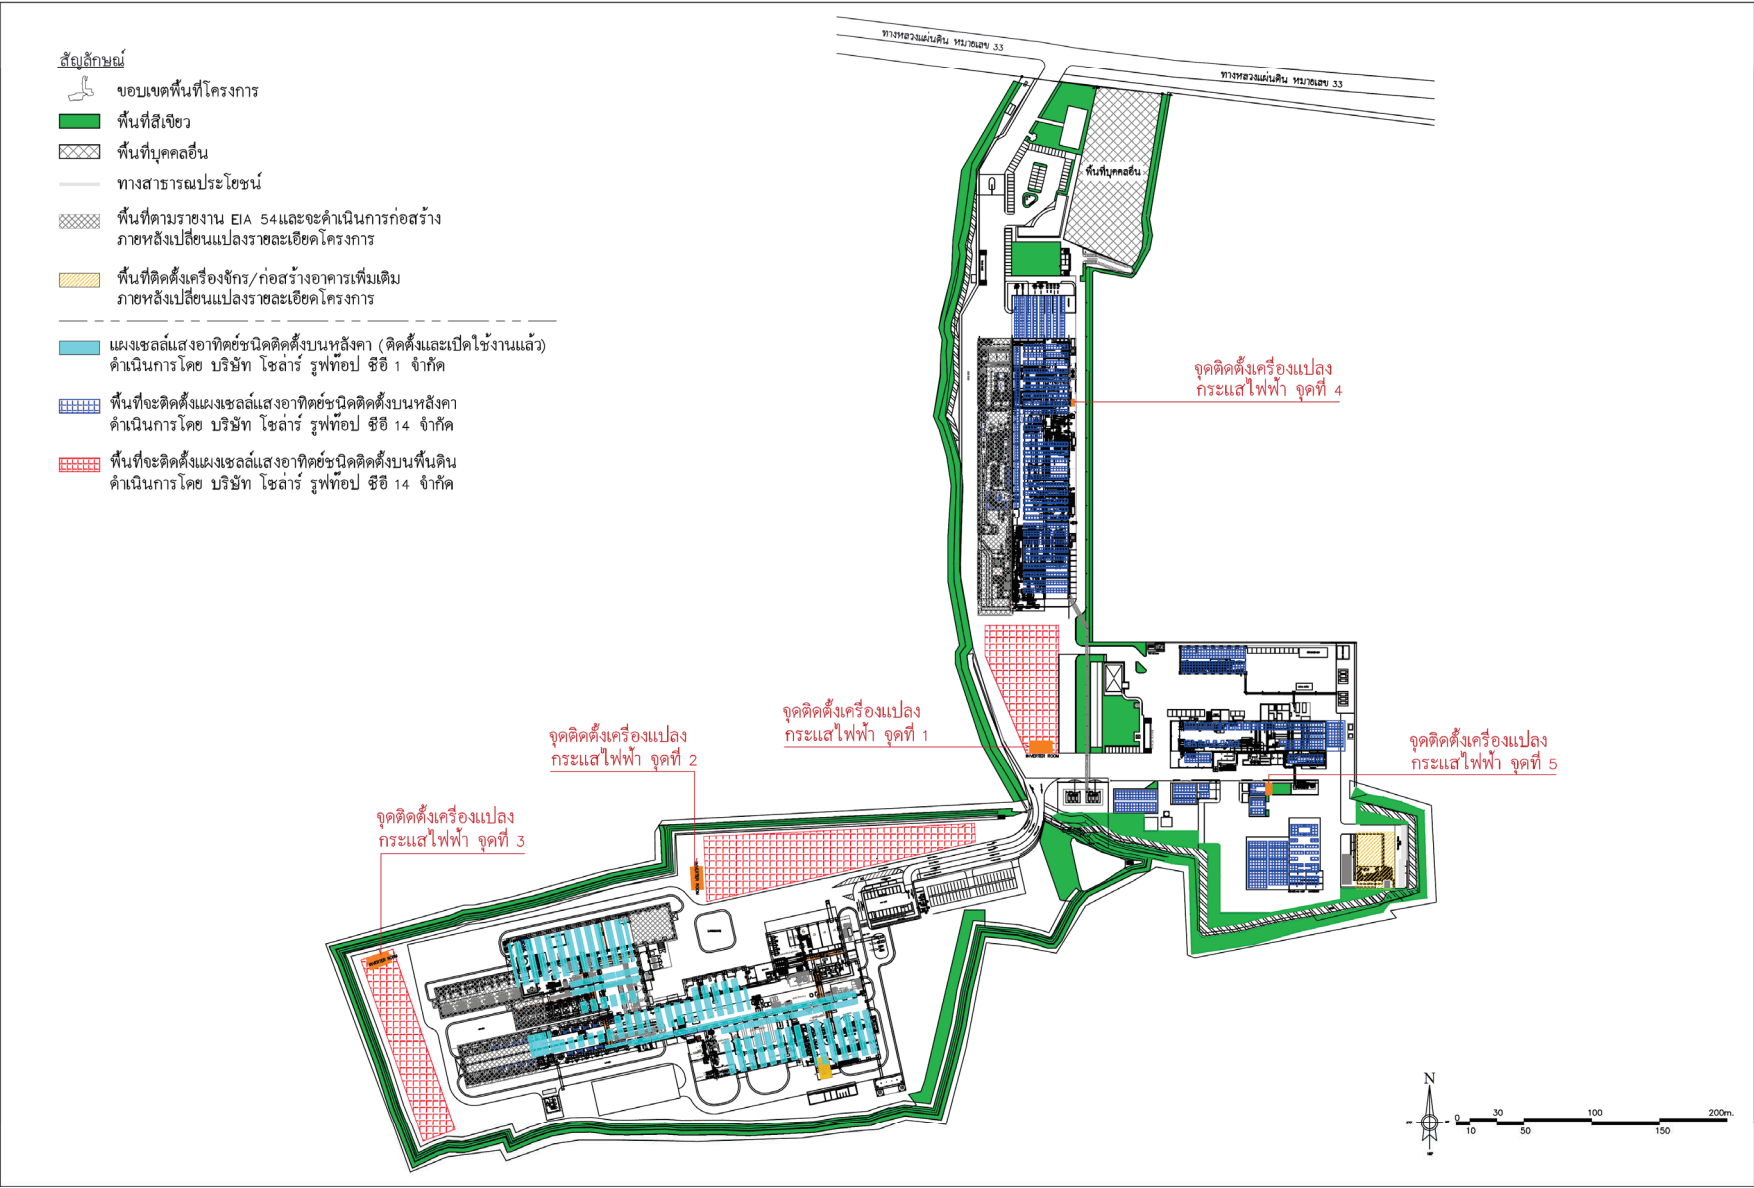 สัญลักษณ์
ขอบเขตพื้นที่โครงการ
พื้นที่สีเขียว
พื้นที่บุคคลอื่น
ทางสาธารณประโยชน์
พื้นที่ตามรายงาน EIA 54และจะดำเนินการก่อสร้าง
ภายหลังเปลี่ยนแปลงรายละเอียดโครงการ
พื้นที่ติดตั้งเครื่องจักร/ก่อสร้างอาคารเพิ่มเติม
ภายหลังเปลี่ยนแปลงรายละเอียดโครงการ
แผงเซลล์แสงอาทิตย์ชนิดติดตั้งบนหลังคา (ติดตั้งและเปิดใช้งานแล้ว)
ดำเนินการโดย บริษัท โซล่าร์ รูฟท๊อป ซีอี 1 จำกัด
พื้นที่จะติดตั้งแผงเซลล์แสงอาทิตย์ชนิดติดตั้งบนหลังคา
ดำเนินการโดย บริษัท โซล่าร์ รูฟท๊อป ซีอี 14 จำกัด
พื้นที่จะติดตั้งแผงเซลล์แสงอาทิตย์ชนิดติดตั้งบนพื้นดิน
ดำเนินการโดย บริษัท โซล่าร์ รูฟท๊อป ซีอี 14 จำกัด
ทางหลวงแผ่นดิน หมายเลข 33
ทางหลวงแผ่นดิน หมายเลข 33
พื้นที่บุคคลอื่น
จุดติดตั้งเครื่องแปลง
กระแสไฟฟ้า จุดที่ 4
จุดติดตั้งเครื่องแปลง
กระแสไฟฟ้า จุดที่ 1
จุดติดตั้งเครื่องแปลง
กระแสไฟฟ้า จุดที่ 2
จุดติดตั้งเครื่องแปลง
กระแสไฟฟ้า จุดที่ 5
จุดติดตั้งเครื่องแปลง
กระแสไฟฟ้า จุดที่ 3
INVERTER ROOM
INVERTER ROOM
INVERTER ROOM
N
0 30 100 200m.
10 50 150